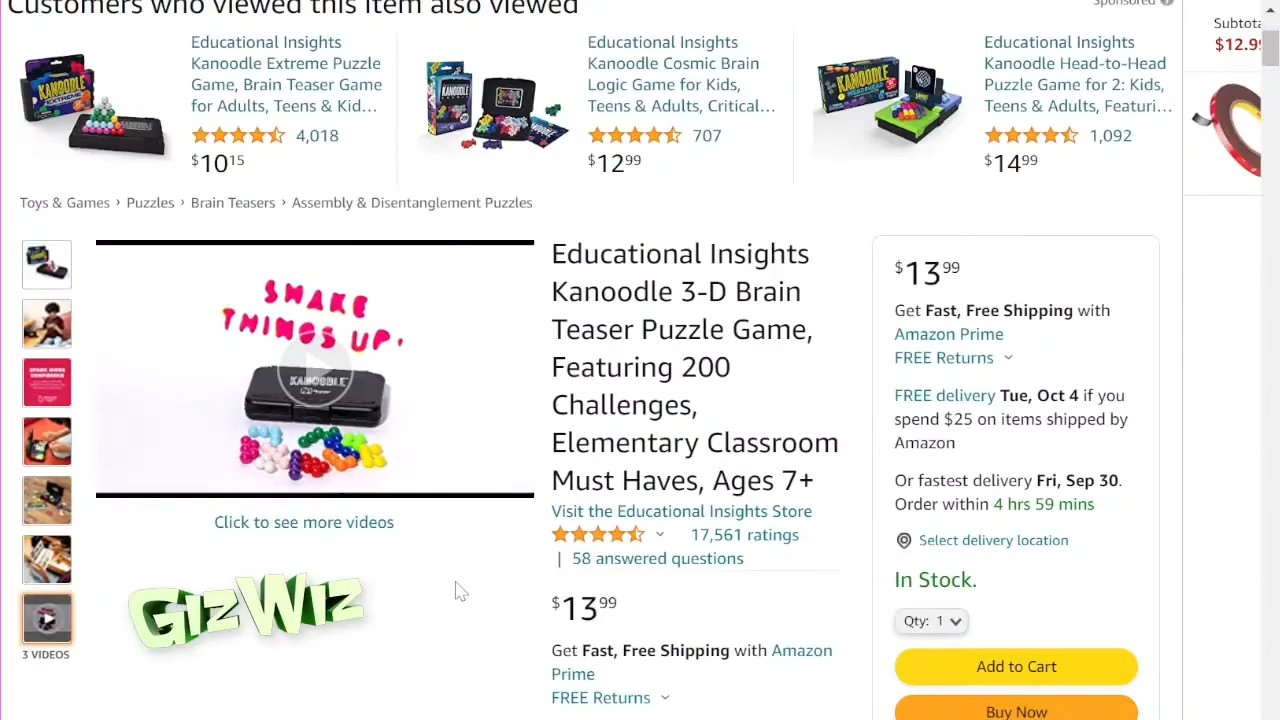 Customers who viewed this item also viewed
Sponsored
Educational Insights
Kanoodle Extreme Puzzle
Game, Brain Teaser Game
for Adults, Teens & Kid…
4,018
$10 15
Educational Insights
Kanoodle Cosmic Brain
Logic Game for Kids,
Teens & Adults, Critical…
707
$12 99
Educational Insights
Kanoodle Head-to-Head
Puzzle Game for 2: Kids,
Teens & Adults, Featuri…
1,092
$14 99
Subtota
$12.99
KANOODLE
EXTREME
KANOODLE
KANOODLE
Toys & Games › Puzzles › Brain Teasers › Assembly & Disentanglement Puzzles
SHAKE
THINGS UP.
KANOODLE
Click to see more videos
GizWiz
3 VIDEOS
Educational Insights
Kanoodle 3-D Brain
Teaser Puzzle Game,
Featuring 200
Challenges,
Elementary Classroom
Must Haves, Ages 7+
Visit the Educational Insights Store
17,561 ratings
| 58 answered questions
$13 99
Get Fast, Free Shipping with Amazon
Prime
FREE Returns
$13 99
Get Fast, Free Shipping with
Amazon Prime
FREE Returns
FREE delivery Tue, Oct 4 if you
spend $25 on items shipped by
Amazon
Or fastest delivery Fri, Sep 30.
Order within 4 hrs 59 mins
Select delivery location
In Stock.
Qty: 1
Add to Cart
Buy Now